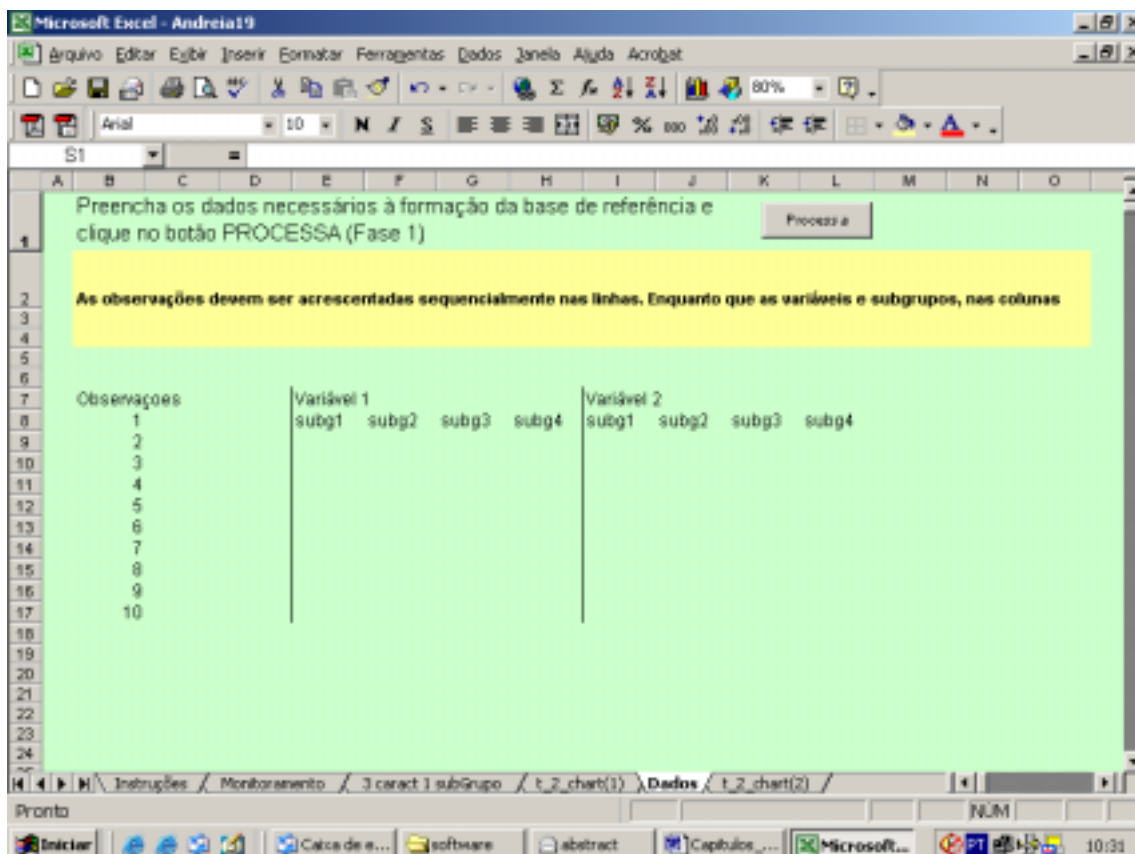 Microsoft Excel - Andreia19
Arquivo Editar Exibir Inserir Formatar Ferramentas Dados Janela Ajuda Acrobat
80%
Arial 10 N I S % 000 A
S1 =
A B C D E F G H I J K L M N O
Preencha os dados necessários à formação da base de referência e
clique no botão PROCESSA (Fase 1)
Processa
1
2 As observações devem ser acrescentadas sequencialmente nas linhas. Enquanto que as variáveis e subgrupos, nas colunas
3
4
5
6
7 Observaçoes Variável 1 Variável 2
8 1 subg1 subg2 subg3 subg4 subg1 subg2 subg3 subg4
9 2
10 3
11 4
12 5
13 6
14 7
15 8
16 9
17 10
18
19
20
21
22
23
24
Instruções / Monitoramento / 3 caract 1 subGrupo / t_2_chart(1) \ Dados / t_2_chart(2) /
Pronto NÚM
Iniciar Caixa de e... software abstract Capitulos_... Microsoft... PT 10:31